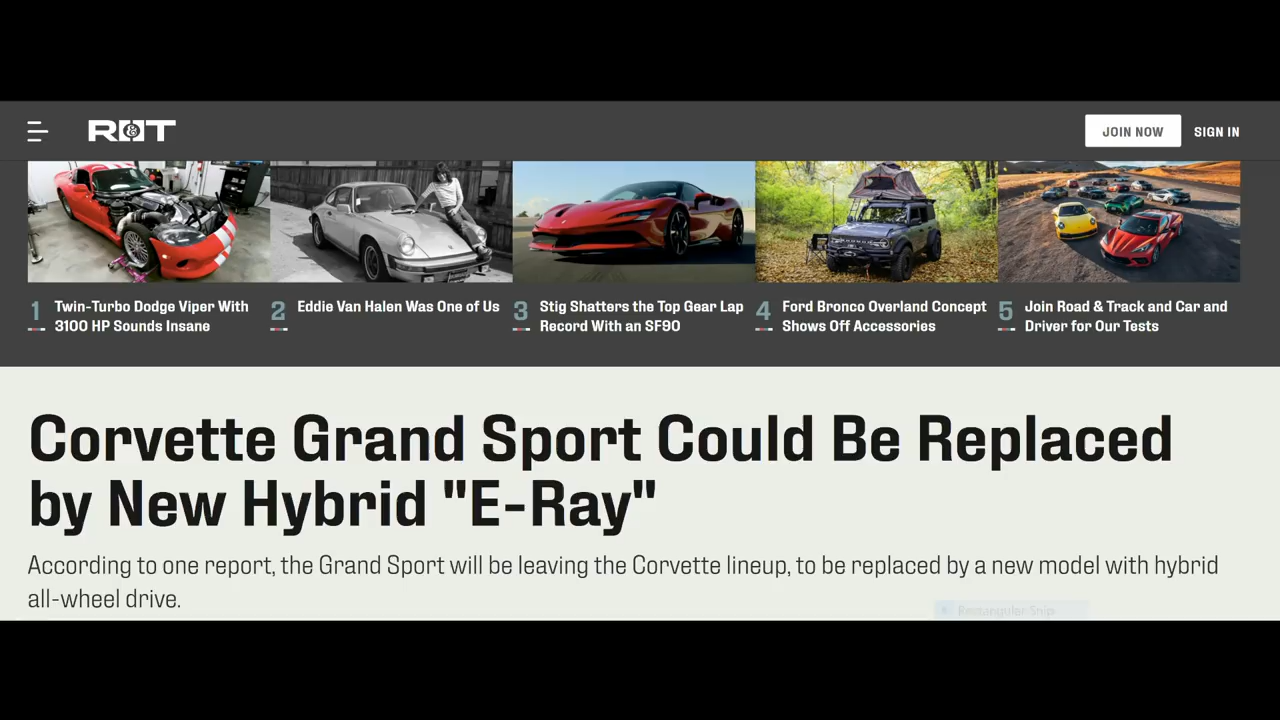 R&T
JOIN NOW
SIGN IN
1 Twin-Turbo Dodge Viper With
3100 HP Sounds Insane
2 Eddie Van Halen Was One of Us
3 Stig Shatters the Top Gear Lap
Record With an SF90
4 Ford Bronco Overland Concept
Shows Off Accessories
5 Join Road & Track and Car and
Driver for Our Tests
Corvette Grand Sport Could Be Replaced
by New Hybrid "E-Ray"
According to one report, the Grand Sport will be leaving the Corvette lineup, to be replaced by a new model with hybrid
all-wheel drive.
Rectangular Snip